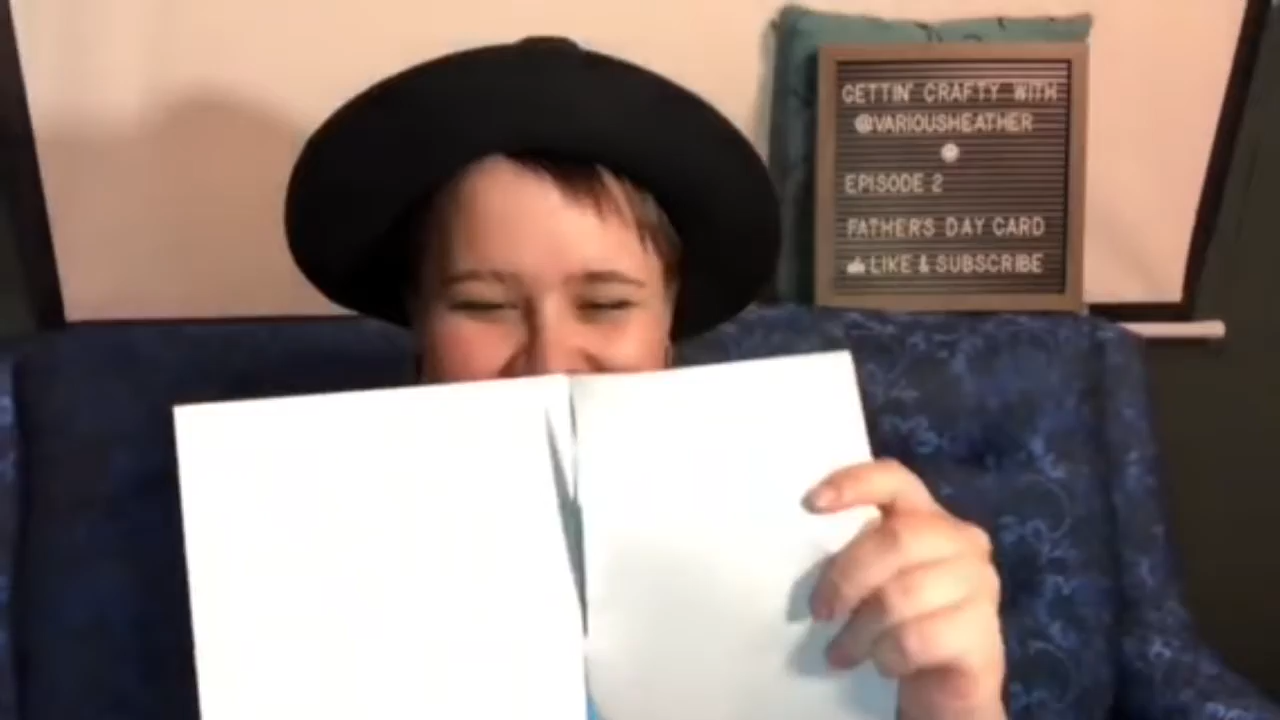 GETTIN' CRAFTY WITH
@VARIOUSHEATHER
EPISODE 2
FATHER'S DAY CARD
LIKE & SUBSCRIBE